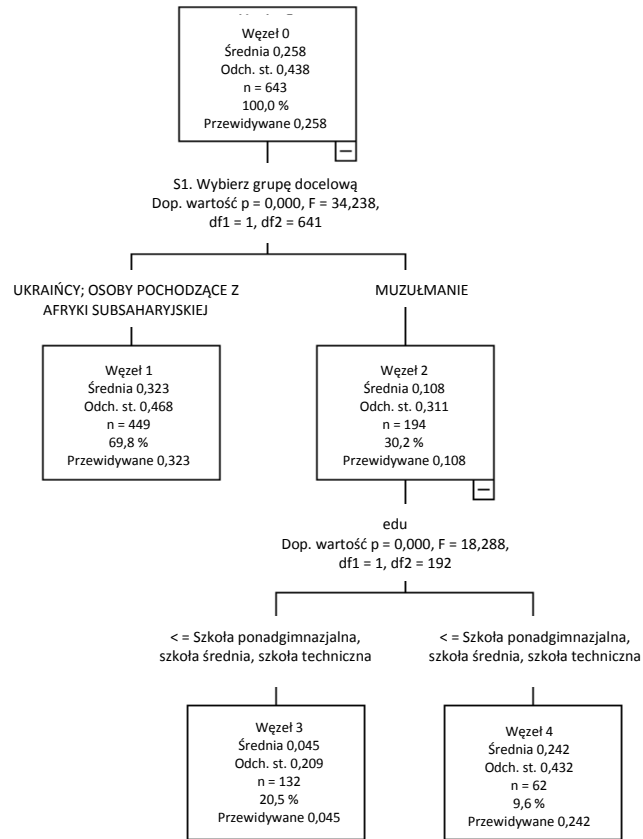 Węzeł 0
Średnia 0,258
Odch. st. 0,438
n = 643
100,0 %
Przewidywane 0,258
S1. Wybierz grupę docelową
Dop. wartość p = 0,000, F = 34,238,
df1 = 1, df2 = 641
UKRAIŃCY; OSOBY POCHODZĄCE Z
AFRYKI SUBSAHARYJSKIEJ
MUZUŁMANIE
Węzeł 1
Średnia 0,323
Odch. st. 0,468
n = 449
69,8 %
Przewidywane 0,323
Węzeł 2
Średnia 0,108
Odch. st. 0,311
n = 194
30,2 %
Przewidywane 0,108
edu
Dop. wartość p = 0,000, F = 18,288,
df1 = 1, df2 = 192
< = Szkoła ponadgimnazjalna,
szkoła średnia, szkoła techniczna
< = Szkoła ponadgimnazjalna,
szkoła średnia, szkoła techniczna
Węzeł 3
Średnia 0,045
Odch. st. 0,209
n = 132
20,5 %
Przewidywane 0,045
Węzeł 4
Średnia 0,242
Odch. st. 0,432
n = 62
9,6 %
Przewidywane 0,242